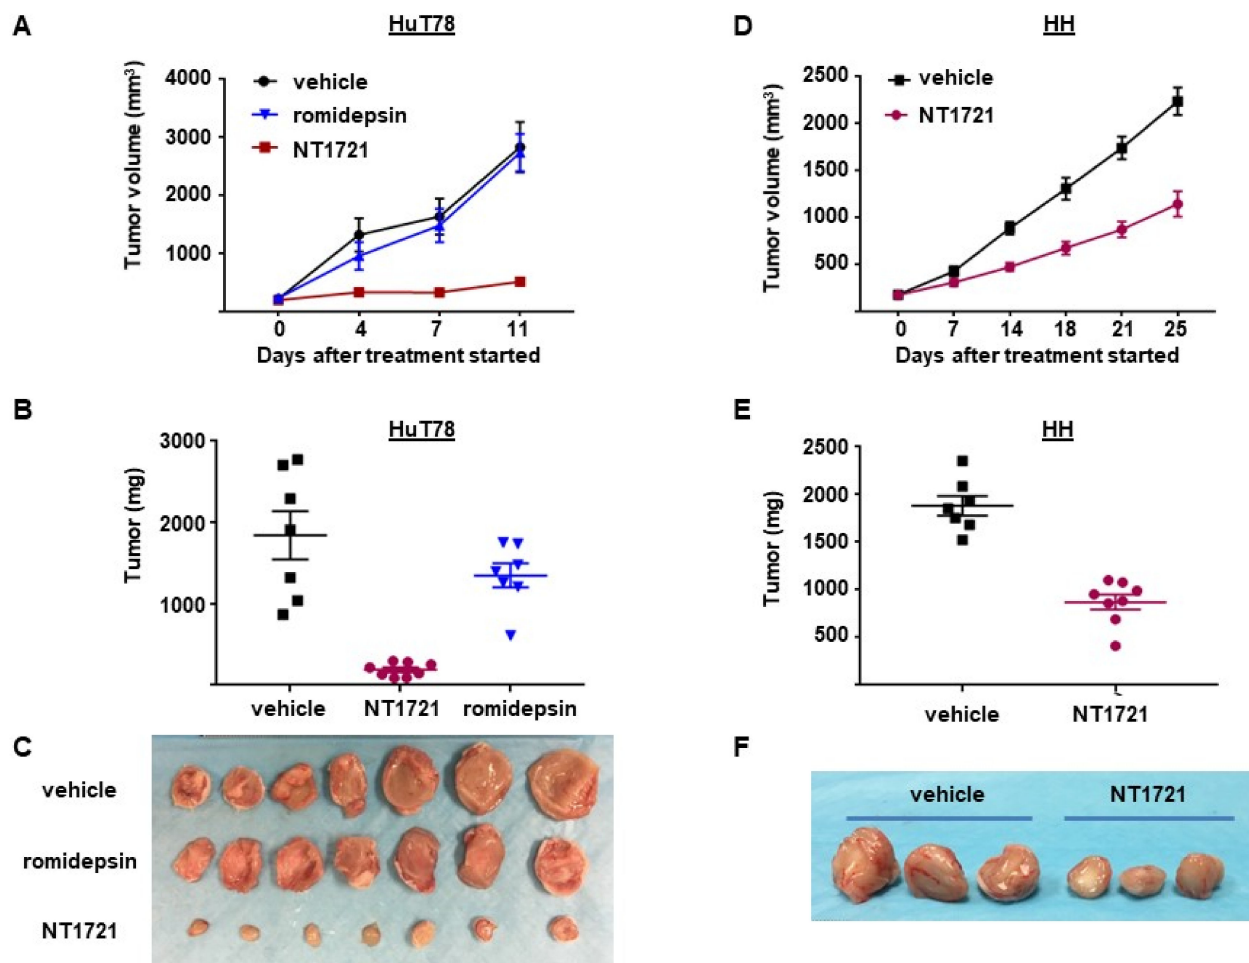 A
HuT78
4000
3000
2000
1000
Tumor volume (mm³)
vehicle
romidepsin
NT1721
0 4 7 11
Days after treatment started
D
HH
2500
2000
1500
1000
500
Tumor volume (mm³)
vehicle
NT1721
0 7 14 18 21 25
Days after treatment started
B
HuT78
3000
2000
1000
Tumor (mg)
vehicle NT1721 romidepsin
E
HH
2500
2000
1500
1000
500
Tumor (mg)
vehicle NT1721
C
vehicle
romidepsin
NT1721
F
vehicle NT1721